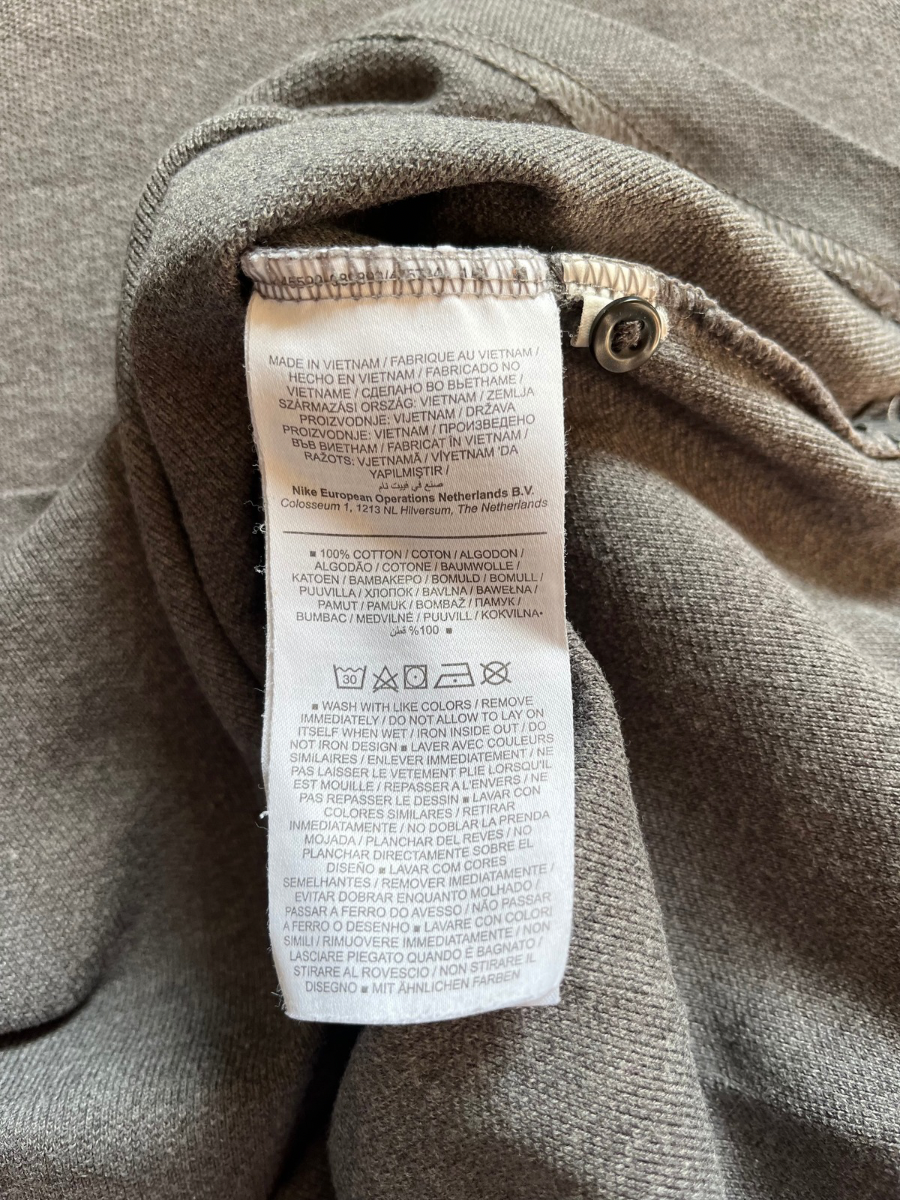 MADE IN VIETNAM / FABRIQUE AU VIETNAM /
HECHO EN VIETNAM / FABRICADO NO
VIETNAME / СДЕЛАНО ВО ВЬЕТНАМЕ /
SZÁRMAZÁSI ORSZÁG: VIETNAM / ZEMLJA
PROIZVODNJE: VIJETNAM / DRŽAVA
PROIZVODNJE: VIETNAM / ПРОИЗВЕДЕНО
ВЪВ ВИЕТНАМ / FABRICAT ÎN VIETNAM /
RAŽOTS: VJETNAMĀ / VİYETNAM 'DA
YAPILMIŞTIR /
صنع في فييت نام
Nike European Operations Netherlands B.V.
Colosseum 1, 1213 NL Hilversum, The Netherlands
■ 100% COTTON / COTON / ALGODON /
ALGODÃO / COTONE / BAUMWOLLE /
KATOEN / ΒΑΜΒΑΚΕΡΟ / BOMULD / BOMULL /
PUUVILLA / ХЛОПОК / BAVLNA / BAWEŁNA /
PAMUT / PAMUK / BOMBAŽ / ПАМУК /
BUMBAC / MEDVILNĖ / PUUVILL / KOKVILNA•
100% قطن ■
30
■ WASH WITH LIKE COLORS / REMOVE
IMMEDIATELY / DO NOT ALLOW TO LAY ON
ITSELF WHEN WET / IRON INSIDE OUT / DO
NOT IRON DESIGN ■ LAVER AVEC COULEURS
SIMILAIRES / ENLEVER IMMEDIATEMENT / NE
PAS LAISSER LE VETEMENT PLIE LORSQU'IL
EST MOUILLE / REPASSER A L'ENVERS / NE
PAS REPASSER LE DESSIN ■ LAVAR CON
COLORES SIMILARES / RETIRAR
INMEDIATAMENTE / NO DOBLAR LA PRENDA
MOJADA / PLANCHAR DEL REVES / NO
PLANCHAR DIRECTAMENTE SOBRE EL
DISEÑO ■ LAVAR COM CORES
SEMELHANTES / REMOVER IMEDIATAMENTE /
EVITAR DOBRAR ENQUANTO MOLHADO /
PASSAR A FERRO DO AVESSO / NÃO PASSAR
A FERRO O DESENHO ■ LAVARE CON COLORI
SIMILI / RIMUOVERE IMMEDIATAMENTE / NON
LASCIARE PIEGATO QUANDO È BAGNATO /
STIRARE AL ROVESCIO / NON STIRARE IL
DISEGNO ■ MIT ÄHNLICHEN FARBEN